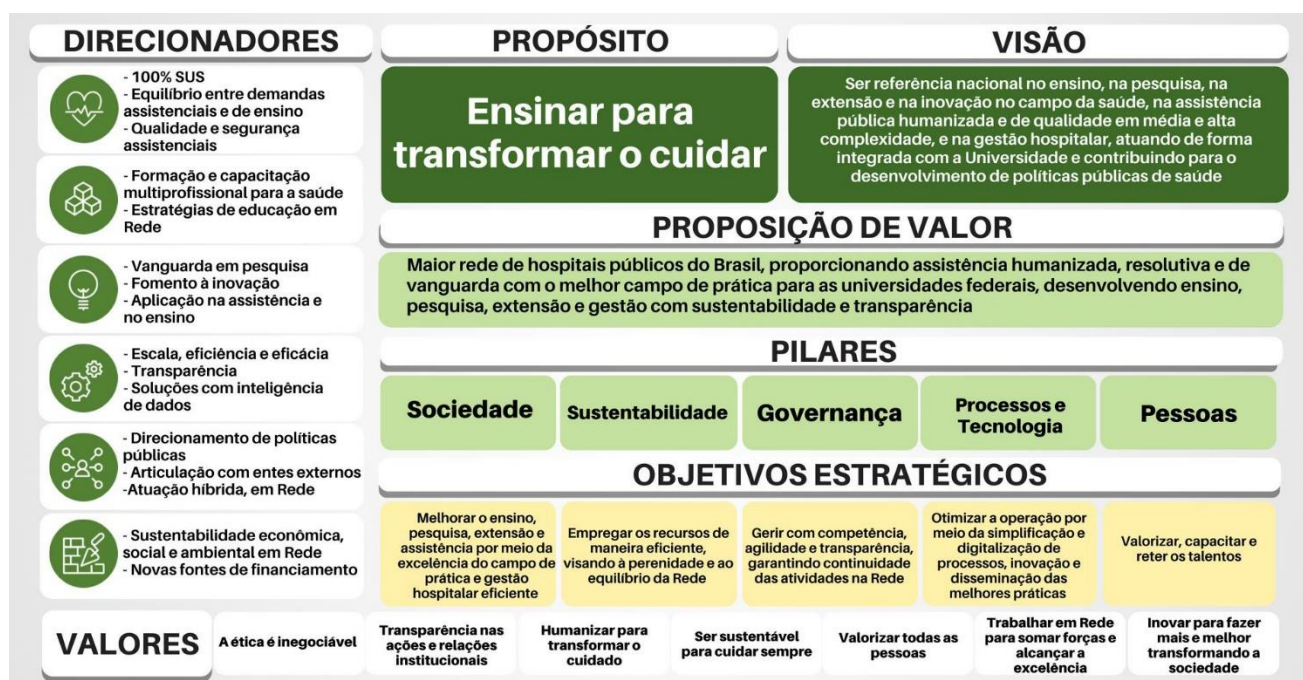 DIRECIONADORES
- 100% SUS
- Equilíbrio entre demandas
assistenciais e de ensino
- Qualidade e segurança
assistenciais
- Formação e capacitação
multiprofissional para a saúde
- Estratégias de educação em
Rede
- Vanguarda em pesquisa
- Fomento à inovação
- Aplicação na assistência e
no ensino
- Escala, eficiência e eficácia
- Transparência
- Soluções com inteligência
de dados
- Direcionamento de políticas
públicas
- Articulação com entes externos
-Atuação híbrida, em Rede
- Sustentabilidade econômica,
social e ambiental em Rede
- Novas fontes de financiamento
PROPÓSITO
Ensinar para
transformar o cuidar
VISÃO
Ser referência nacional no ensino, na pesquisa, na
extensão e na inovação no campo da saúde, na assistência
pública humanizada e de qualidade em média e alta
complexidade, e na gestão hospitalar, atuando de forma
integrada com a Universidade e contribuindo para o
desenvolvimento de políticas públicas de saúde
PROPOSIÇÃO DE VALOR
Maior rede de hospitais públicos do Brasil, proporcionando assistência humanizada, resolutiva e de
vanguarda com o melhor campo de prática para as universidades federais, desenvolvendo ensino,
pesquisa, extensão e gestão com sustentabilidade e transparência
PILARES
Sociedade
Sustentabilidade
Governança
Processos e
Tecnologia
Pessoas
OBJETIVOS ESTRATÉGICOS
Melhorar o ensino,
pesquisa, extensão e
assistência por meio da
excelência do campo de
prática e gestão
hospitalar eficiente
Empregar os recursos de
maneira eficiente,
visando à perenidade e ao
equilíbrio da Rede
Gerir com competência,
agilidade e transparência,
garantindo continuidade
das atividades na Rede
Otimizar a operação por
meio da simplificação e
digitalização de
processos, inovação e
disseminação das
melhores práticas
Valorizar, capacitar e
reter os talentos
VALORES
A ética é inegociável
Transparência nas
ações e relações
institucionais
Humanizar para
transformar o
cuidado
Ser sustentável
para cuidar sempre
Valorizar todas as
pessoas
Trabalhar em Rede
para somar forças e
alcançar a
excelência
Inovar para fazer
mais e melhor
transformando a
sociedade